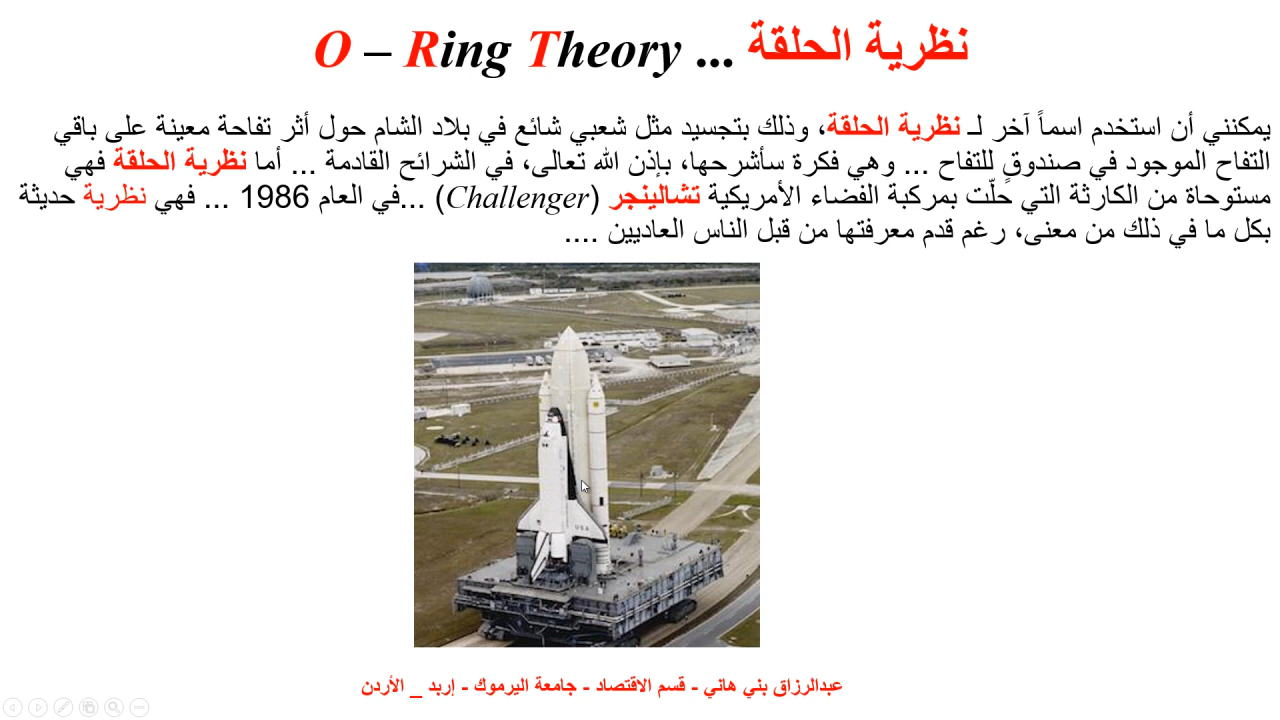 نظرية الحلقة ... O – Ring Theory
يمكنني أن استخدم اسماً آخر لـ نظرية الحلقة، وذلك بتجسيد مثل شعبي شائع في بلاد الشام حول أثر تفاحة معينة على باقي
التفاح الموجود في صندوقٍ للتفاح ... وهي فكرة سأشرحها، بإذن الله تعالى، في الشرائح القادمة ... أما نظرية الحلقة فهي
مستوحاة من الكارثة التي حَلّت بمركبة الفضاء الأمريكية تشالينجر (Challenger) ...في العام 1986 ... فهي نظرية حديثة
بكل ما في ذلك من معنى، رغم قدم معرفتها من قبل الناس العاديين ....
USA
عبدالرزاق بني هاني - قسم الاقتصاد - جامعة اليرموك - إربد _ الأردن